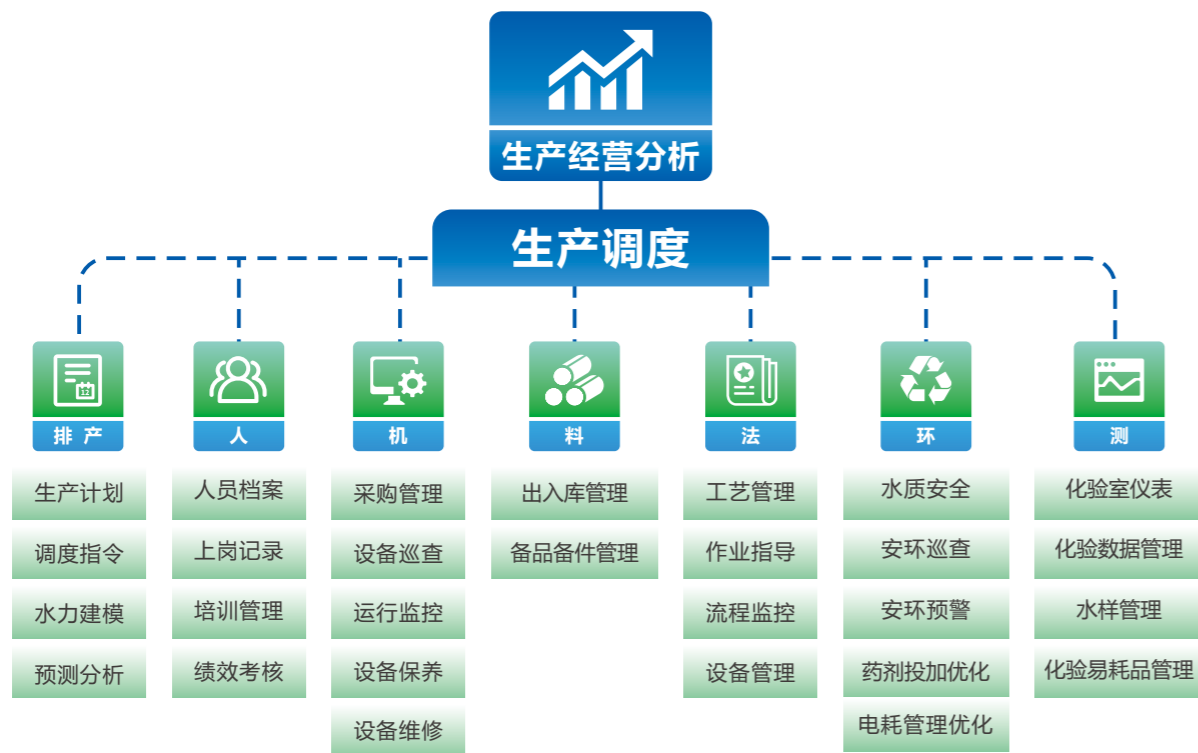 生产经营分析
生产调度
排产
人
机
料
法
环
测
生产计划
调度指令
水力建模
预测分析
人员档案
上岗记录
培训管理
绩效考核
采购管理
设备巡查
运行监控
设备保养
设备维修
出入库管理
备品备件管理
工艺管理
作业指导
流程监控
设备管理
水质安全
安环巡查
安环预警
药剂投加优化
电耗管理优化
化验室仪表
化验数据管理
水样管理
化验易耗品管理